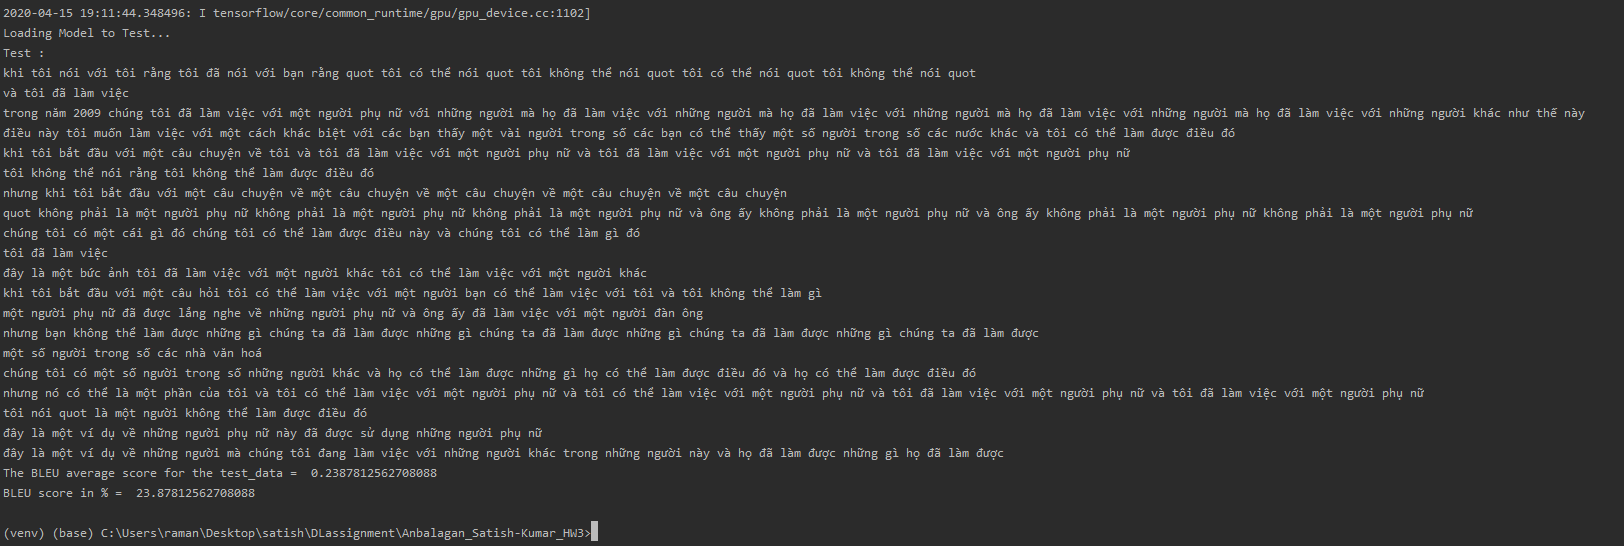 2020-04-15 19:11:44.348496: I tensorflow/core/common_runtime/gpu/gpu_device.cc:1102]
Loading Model to Test...
Test :
khi tôi nói với tôi rằng tôi đã nói với bạn rằng quot tôi có thể nói quot tôi không thể nói quot tôi có thể nói quot tôi không thể nói quot
và tôi đã làm việc
trong năm 2009 chúng tôi đã làm việc với một người phụ nữ với những người mà họ đã làm việc với những người mà họ đã làm việc với những người mà họ đã làm việc với những người mà họ đã làm việc với những người khác như thế này
điều này tôi muốn làm việc với một cách khác biệt với các bạn thấy một vài người trong số các bạn có thể thấy một số người trong số các nước khác và tôi có thể làm được điều đó
khi tôi bắt đầu với một câu chuyện về tôi và tôi đã làm việc với một người phụ nữ và tôi đã làm việc với một người phụ nữ và tôi đã làm việc với một người phụ nữ
tôi không thể nói rằng tôi không thể làm được điều đó
nhưng khi tôi bắt đầu với một câu chuyện về một câu chuyện về một câu chuyện về một câu chuyện về một câu chuyện
quot không phải là một người phụ nữ không phải là một người phụ nữ không phải là một người phụ nữ và ông ấy không phải là một người phụ nữ và ông ấy không phải là một người phụ nữ không phải là một người phụ nữ
chúng tôi có một cái gì đó chúng tôi có thể làm được điều này và chúng tôi có thể làm gì đó
tôi đã làm việc
đây là một bức ảnh tôi đã làm việc với một người khác tôi có thể làm việc với một người khác
khi tôi bắt đầu với một câu hỏi tôi có thể làm việc với một người bạn có thể làm việc với tôi và tôi không thể làm gì
một người phụ nữ đã được lắng nghe về những người phụ nữ và ông ấy đã làm việc với một người đàn ông
nhưng bạn không thể làm được những gì chúng ta đã làm được những gì chúng ta đã làm được những gì chúng ta đã làm được những gì chúng ta đã làm được
một số người trong số các nhà văn hoá
chúng tôi có một số người trong số những người khác và họ có thể làm được những gì họ có thể làm được điều đó và họ có thể làm được điều đó
nhưng nó có thể là một phần của tôi và tôi có thể làm việc với một người phụ nữ và tôi có thể làm việc với một người phụ nữ và tôi đã làm việc với một người phụ nữ và tôi đã làm việc với một người phụ nữ
tôi nói quot là một người không thể làm được điều đó
đây là một ví dụ về những người phụ nữ này đã được sử dụng những người phụ nữ
đây là một ví dụ về những người mà chúng tôi đang làm việc với những người khác trong những người này và họ đã làm được những gì họ đã làm được
The BLEU average score for the test_data =  0.2387812562708088
BLEU score in % =  23.87812562708088
(venv) (base) C:\Users\raman\Desktop\satish\DLassignment\Anbalagan_Satish-Kumar_HW3>